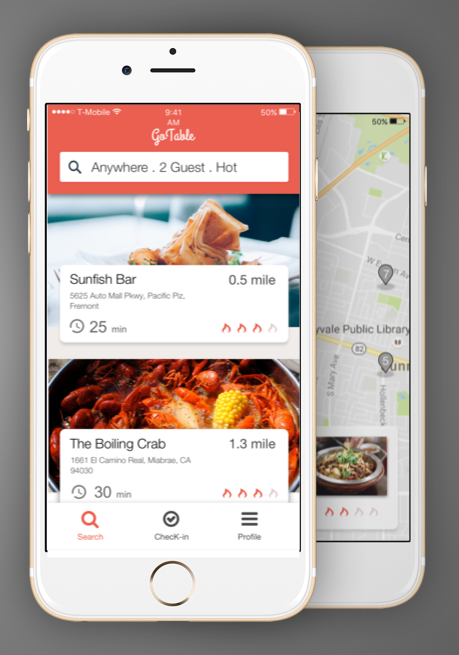 T-Mobile
9:41
AM
50%
GoTable
Anywhere . 2 Guest . Hot
Sunfish Bar
0.5 mile
5625 Auto Mall Pkwy, Pacific Plz,
Fremont
25 min
The Boiling Crab
1.3 mile
1661 El Camino Real, Miabrae, CA
94030
30 min
Search
ChecK-in
Profile
50%
7
yvale Public Library
82
5
S Mary Ave
Hollenbeck